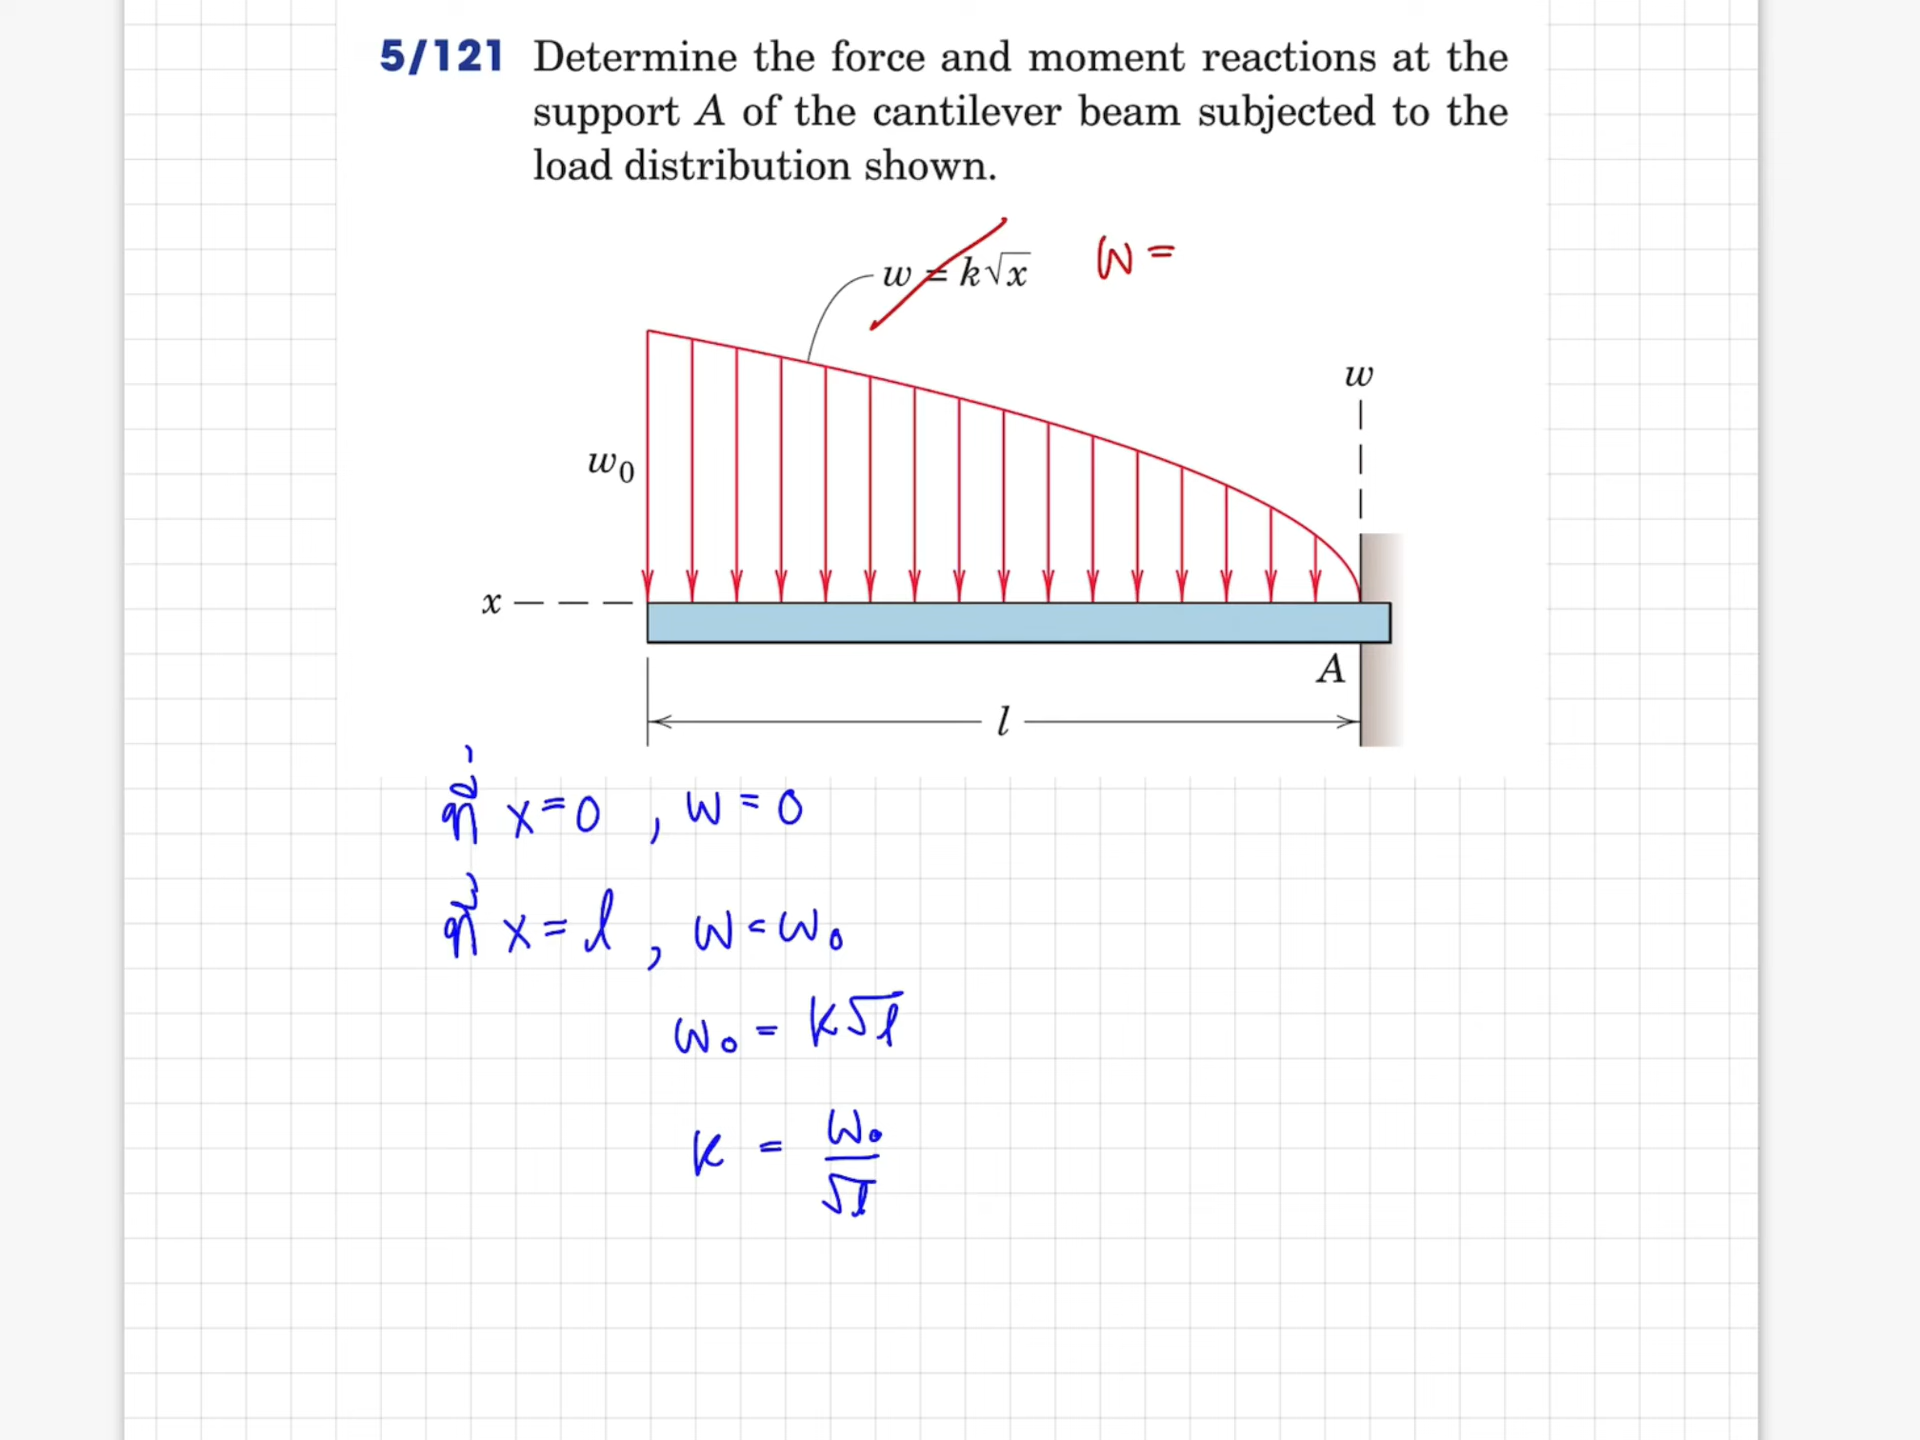 5/121 Determine the force and moment reactions at the
support A of the cantilever beam subjected to the
load distribution shown.
w = k√x W =
w
w₀
x
A
l
ที่ x=0 , w=0
ที่ x=l , w=w₀
w₀ = k√l
k = w₀/√l